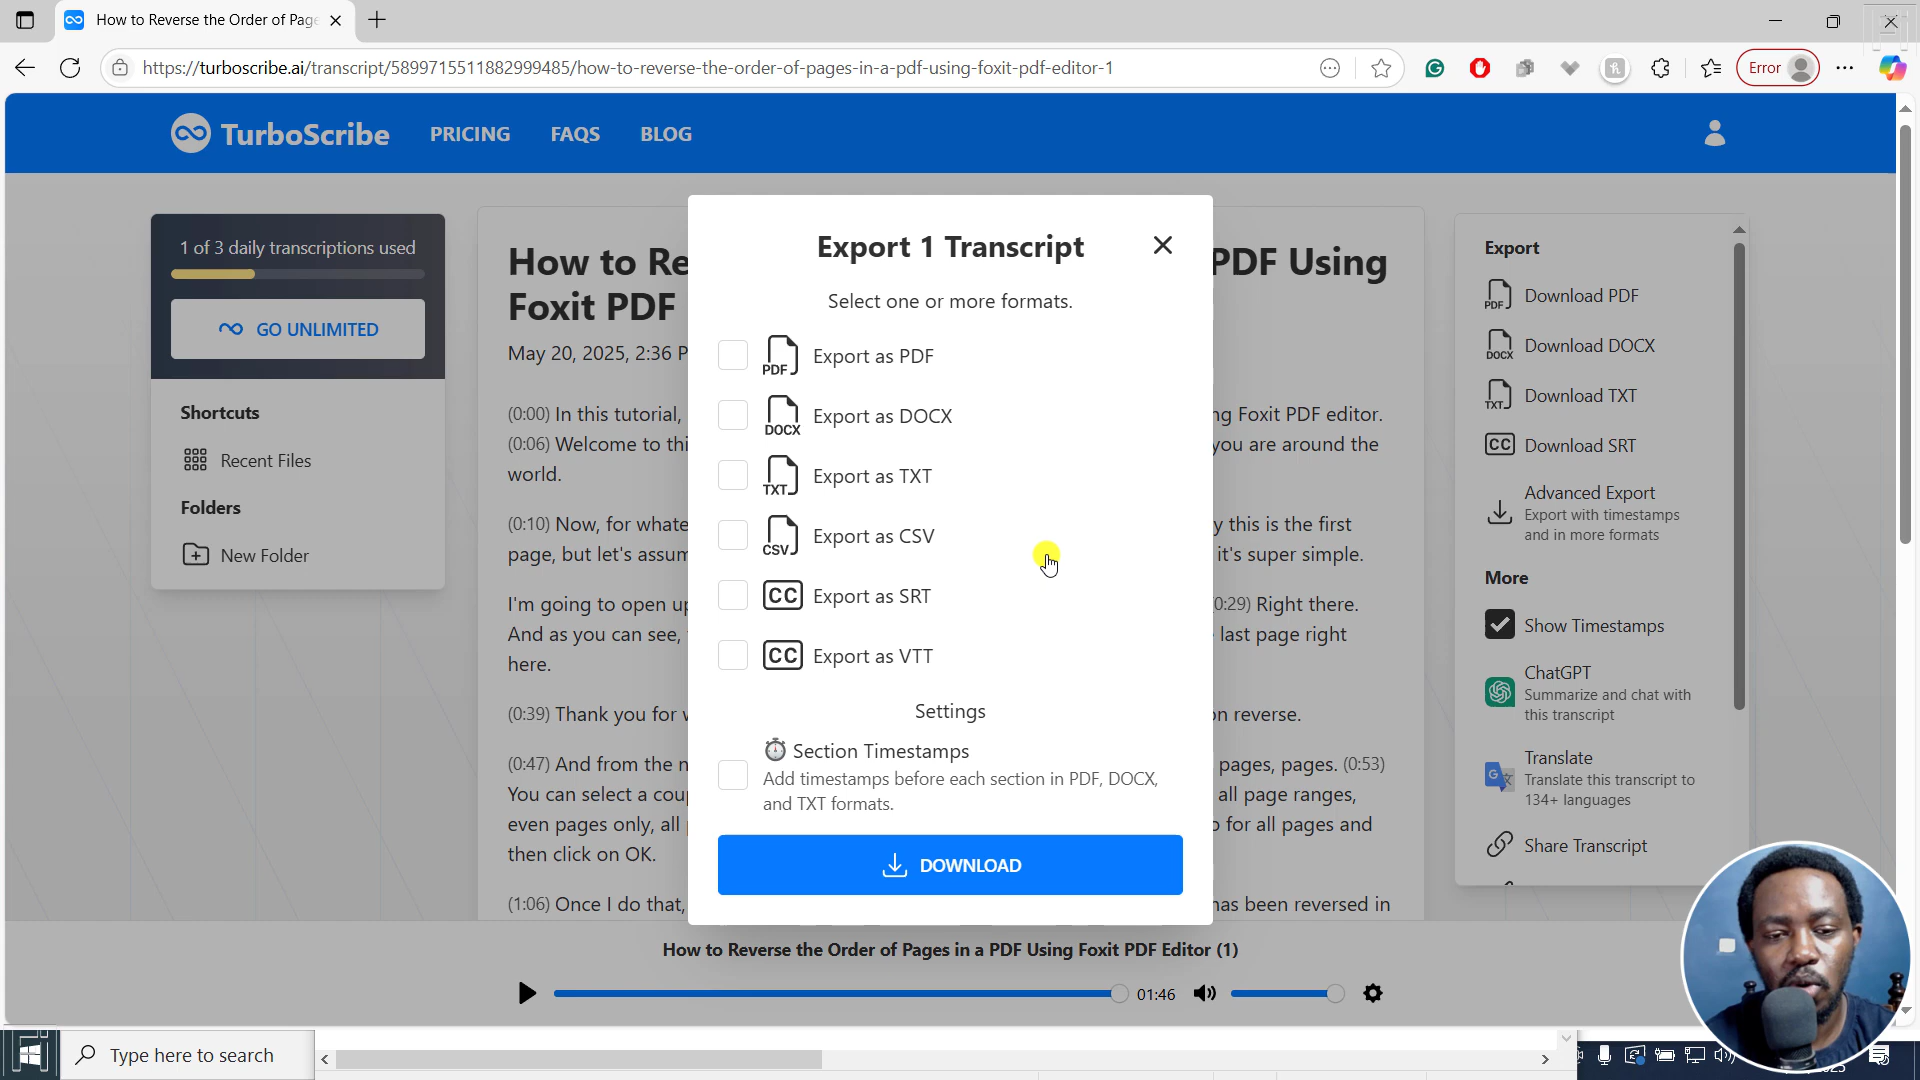 How to Reverse the Order of Page
https://turboscribe.ai/transcript/5899715511882999485/how-to-reverse-the-order-of-pages-in-a-pdf-using-foxit-pdf-editor-1
Error
TurboScribe
PRICING
FAQS
BLOG
1 of 3 daily transcriptions used
GO UNLIMITED
Shortcuts
Recent Files
Folders
New Folder
How to Re
PDF Using
Foxit PDF
May 20, 2025, 2:36 P
(0:00) In this tutorial,
ng Foxit PDF editor.
(0:06) Welcome to thi
you are around the
world.
(0:10) Now, for whate
y this is the first
page, but let's assum
it's super simple.
I'm going to open up
0:29) Right there.
And as you can see,
last page right
here.
(0:39) Thank you for w
on reverse.
(0:47) And from the n
pages, pages. (0:53)
You can select a cou
all page ranges,
even pages only, all
o for all pages and
then click on OK.
(1:06) Once I do that,
has been reversed in
Export 1 Transcript
Select one or more formats.
PDF
Export as PDF
DOCX
Export as DOCX
TXT
Export as TXT
CSV
Export as CSV
CC
Export as SRT
CC
Export as VTT
Settings
Section Timestamps
Add timestamps before each section in PDF, DOCX,
and TXT formats.
DOWNLOAD
Export
PDF
Download PDF
DOCX
Download DOCX
TXT
Download TXT
CC
Download SRT
Advanced Export
Export with timestamps
and in more formats
More
Show Timestamps
ChatGPT
Summarize and chat with
this transcript
Translate
Translate this transcript to
134+ languages
Share Transcript
How to Reverse the Order of Pages in a PDF Using Foxit PDF Editor (1)
01:46
Type here to search